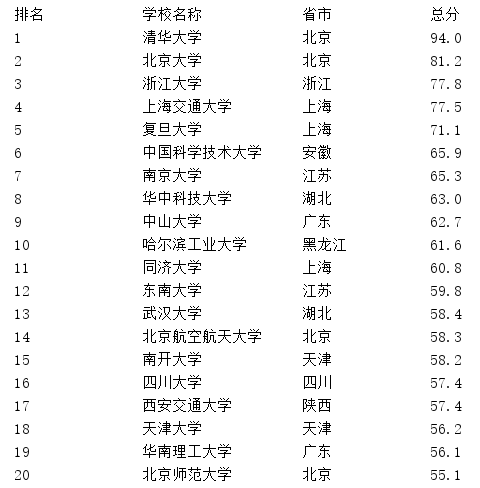 排名 学校名称 省市 总分
1 清华大学 北京 94.0
2 北京大学 北京 81.2
3 浙江大学 浙江 77.8
4 上海交通大学 上海 77.5
5 复旦大学 上海 71.1
6 中国科学技术大学 安徽 65.9
7 南京大学 江苏 65.3
8 华中科技大学 湖北 63.0
9 中山大学 广东 62.7
10 哈尔滨工业大学 黑龙江 61.6
11 同济大学 上海 60.8
12 东南大学 江苏 59.8
13 武汉大学 湖北 58.4
14 北京航空航天大学 北京 58.3
15 南开大学 天津 58.2
16 四川大学 四川 57.4
17 西安交通大学 陕西 57.4
18 天津大学 天津 56.2
19 华南理工大学 广东 56.1
20 北京师范大学 北京 55.1